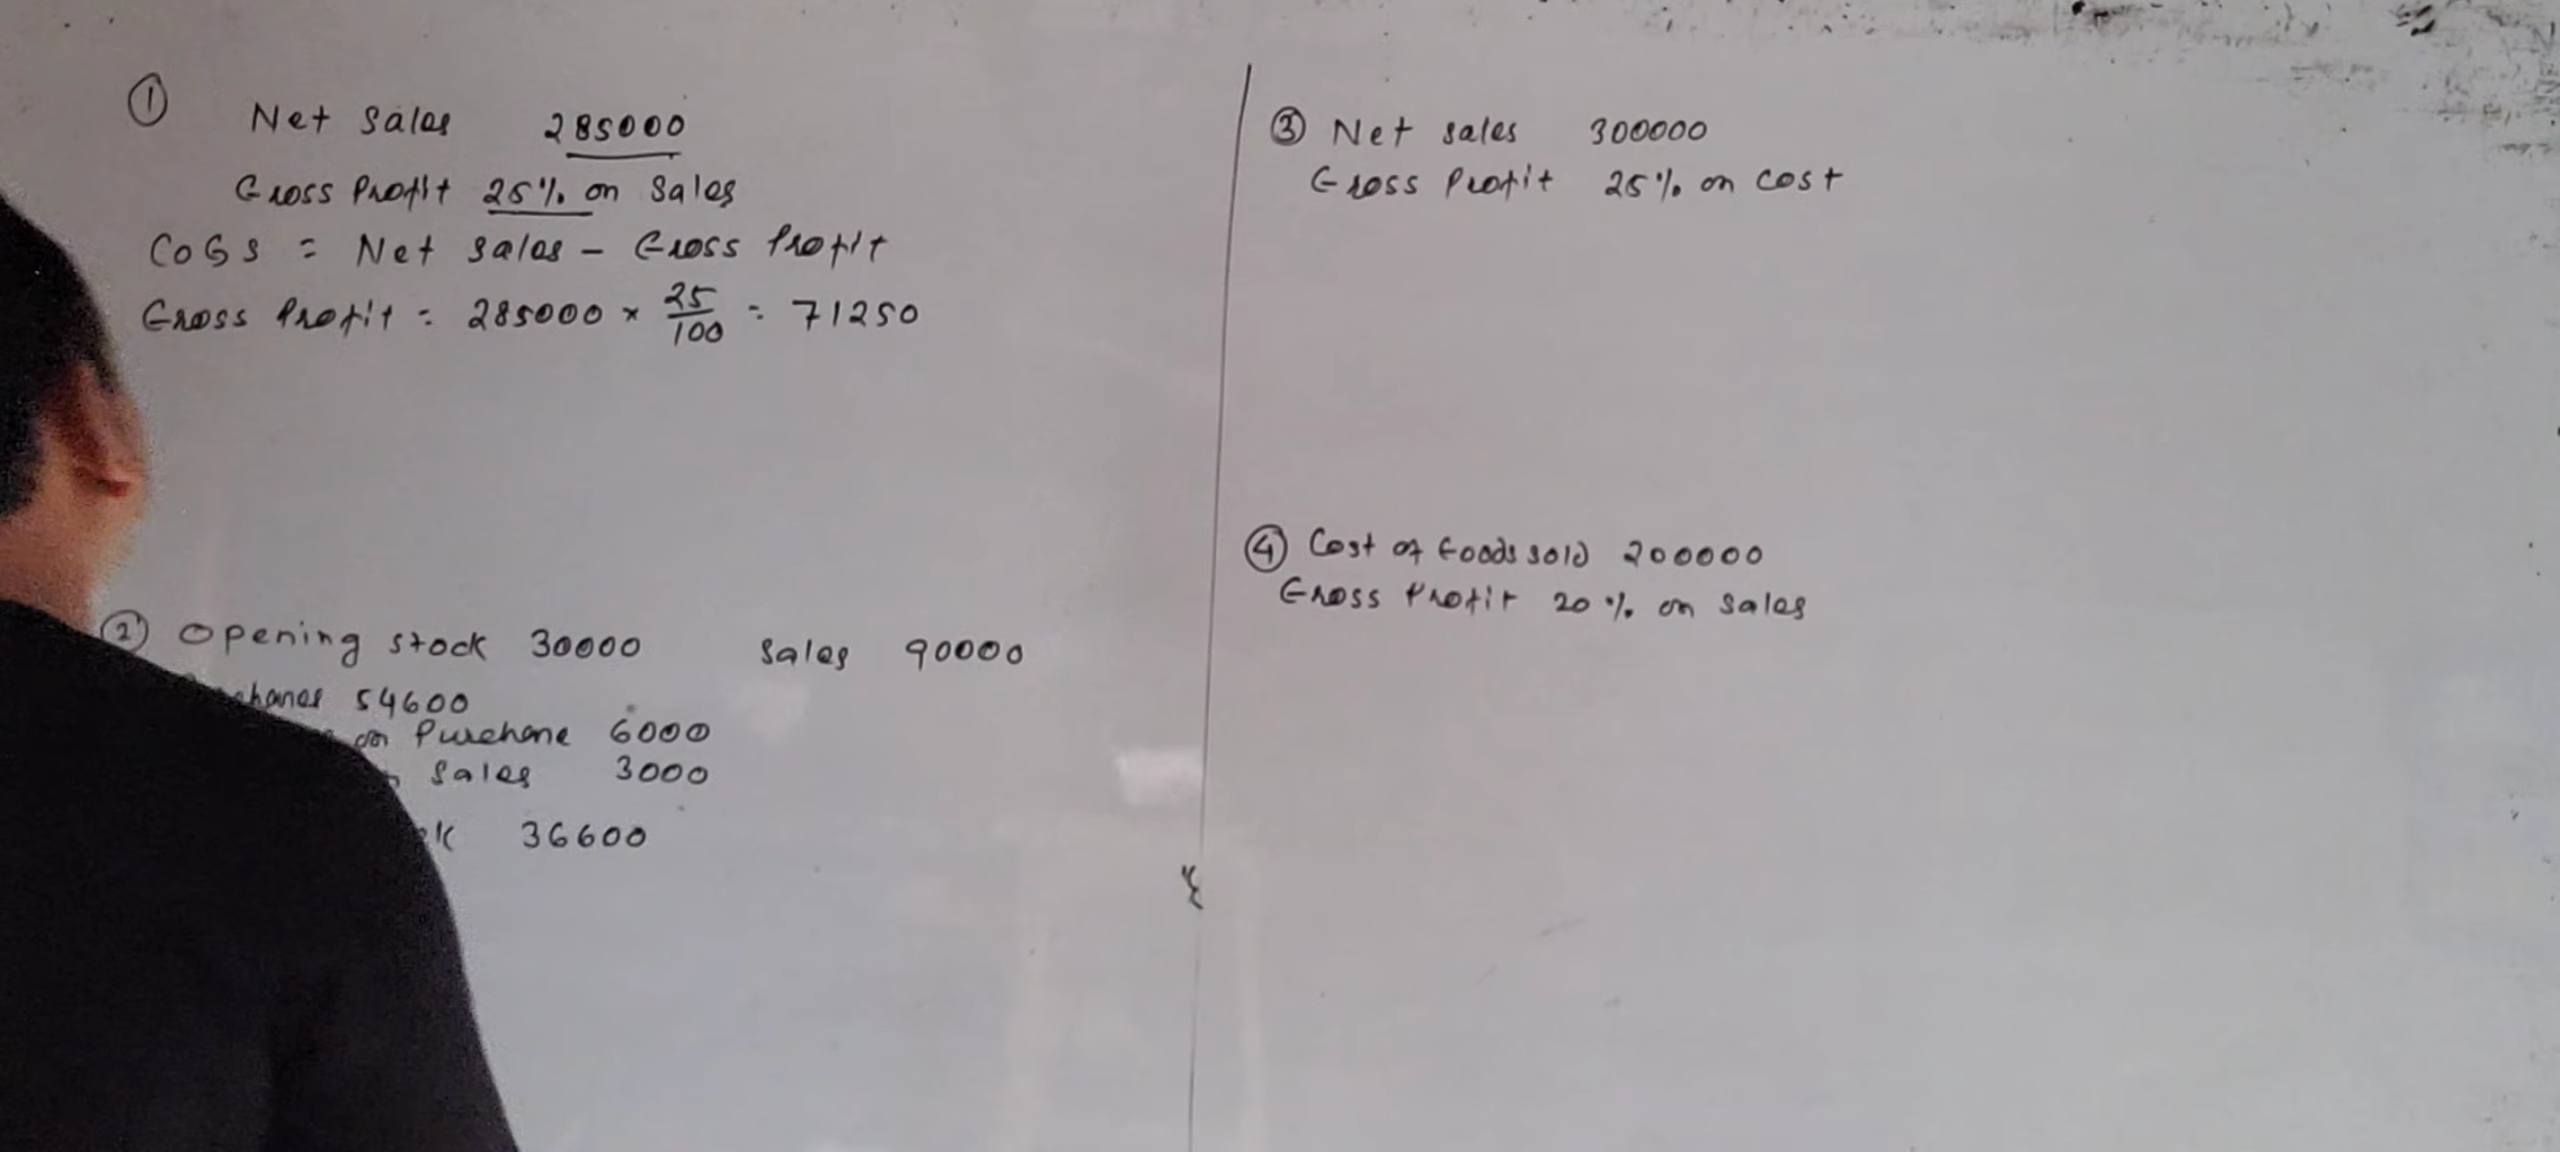 ① Net Sales 285000
Gross Profit 25% on Sales
COGS = Net sales - Gross Profit
Gross Profit = 285000 × 25/100 = 71250
② Opening stock 30000 Sales 90000
54600
on Purchase 6000
Sales 3000
36600
③ Net sales 300000
Gross Profit 25% on cost
④ Cost of Goods sold 200000
Gross Profit 20% on Sales